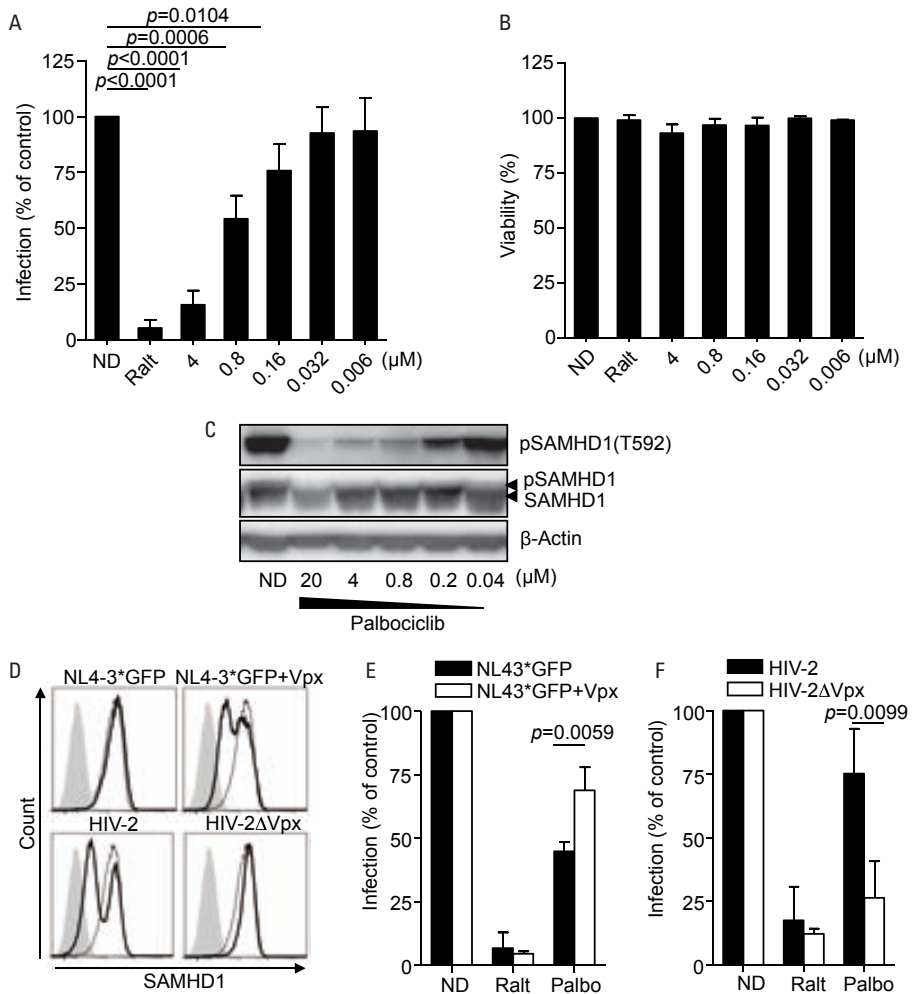 A
p=0.0104
p=0.0006
p<0.0001
p<0.0001
125
100
75
50
25
0
Infection (% of control)
ND Ralt 4 0.8 0.16 0.032 0.006 (μM)
B
125
100
75
50
25
0
Viability (%)
ND Ralt 4 0.8 0.16 0.032 0.006 (μM)
C
pSAMHD1(T592)
pSAMHD1
SAMHD1
β-Actin
ND 20 4 0.8 0.2 0.04 (μM)
Palbociclib
D
NL4-3*GFP NL4-3*GFP+Vpx
HIV-2 HIV-2ΔVpx
Count
SAMHD1
E
NL43*GFP
NL43*GFP+Vpx
p=0.0059
100
75
50
25
0
Infection (% of control)
ND Ralt Palbo
F
HIV-2
HIV-2ΔVpx
p=0.0099
100
75
50
25
0
Infection (% of control)
ND Ralt Palbo